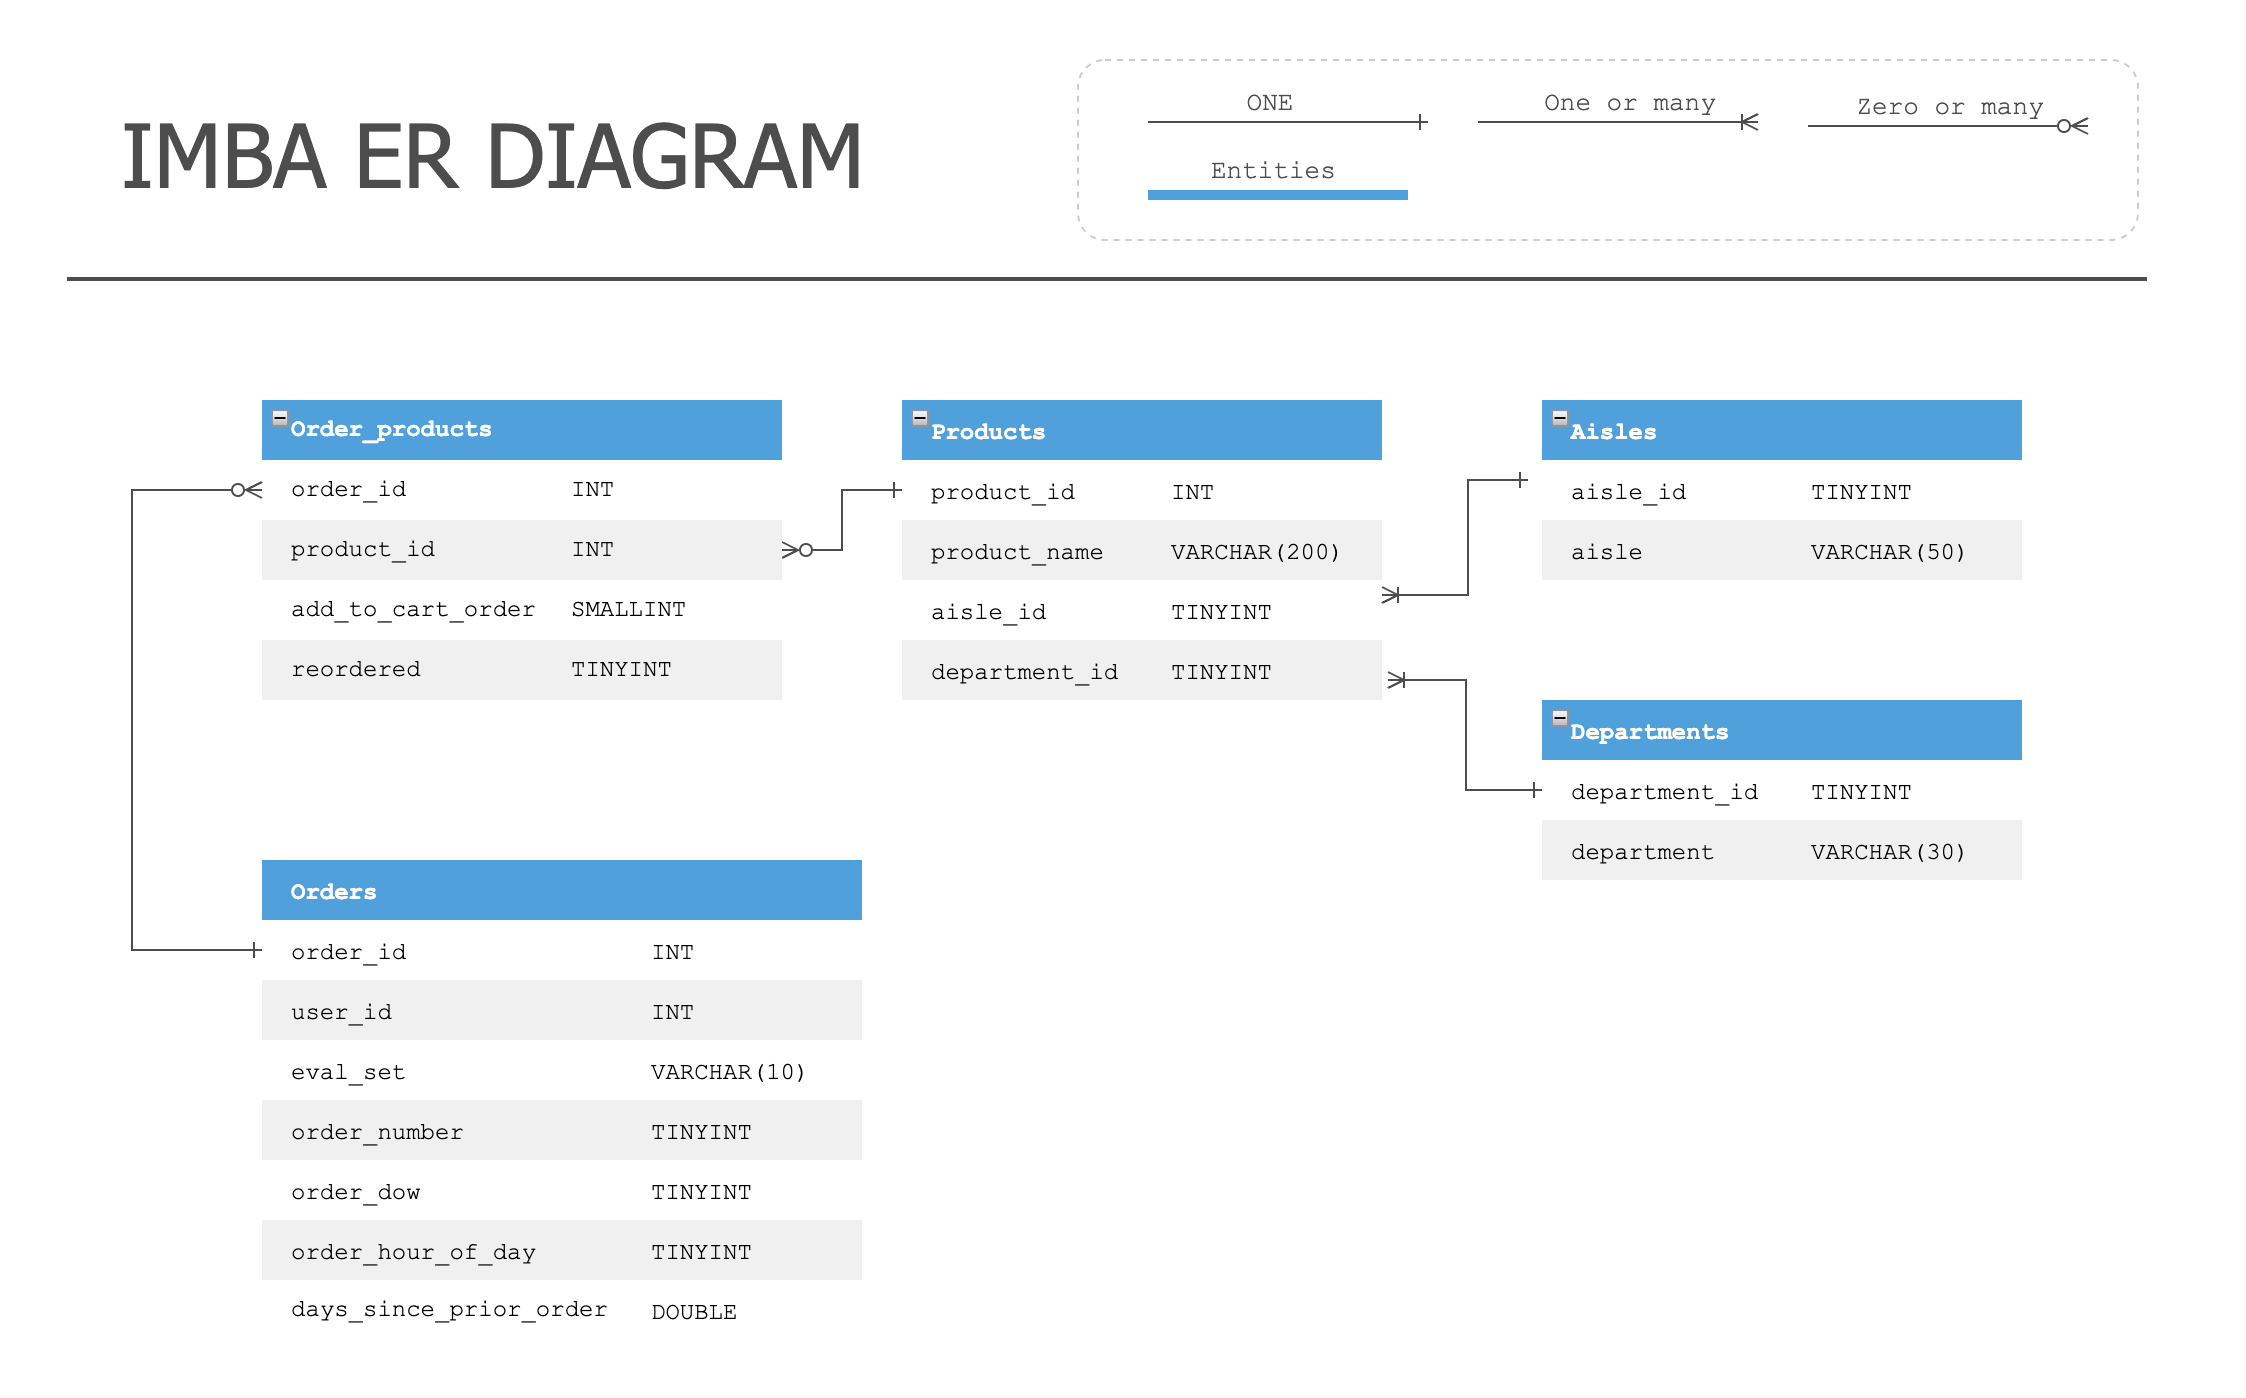 IMBA ER DIAGRAM
ONE
One or many
Zero or many
Entities
Order_products
order_id INT
product_id INT
add_to_cart_order SMALLINT
reordered TINYINT
Products
product_id INT
product_name VARCHAR(200)
aisle_id TINYINT
department_id TINYINT
Aisles
aisle_id TINYINT
aisle VARCHAR(50)
Departments
department_id TINYINT
department VARCHAR(30)
Orders
order_id INT
user_id INT
eval_set VARCHAR(10)
order_number TINYINT
order_dow TINYINT
order_hour_of_day TINYINT
days_since_prior_order DOUBLE